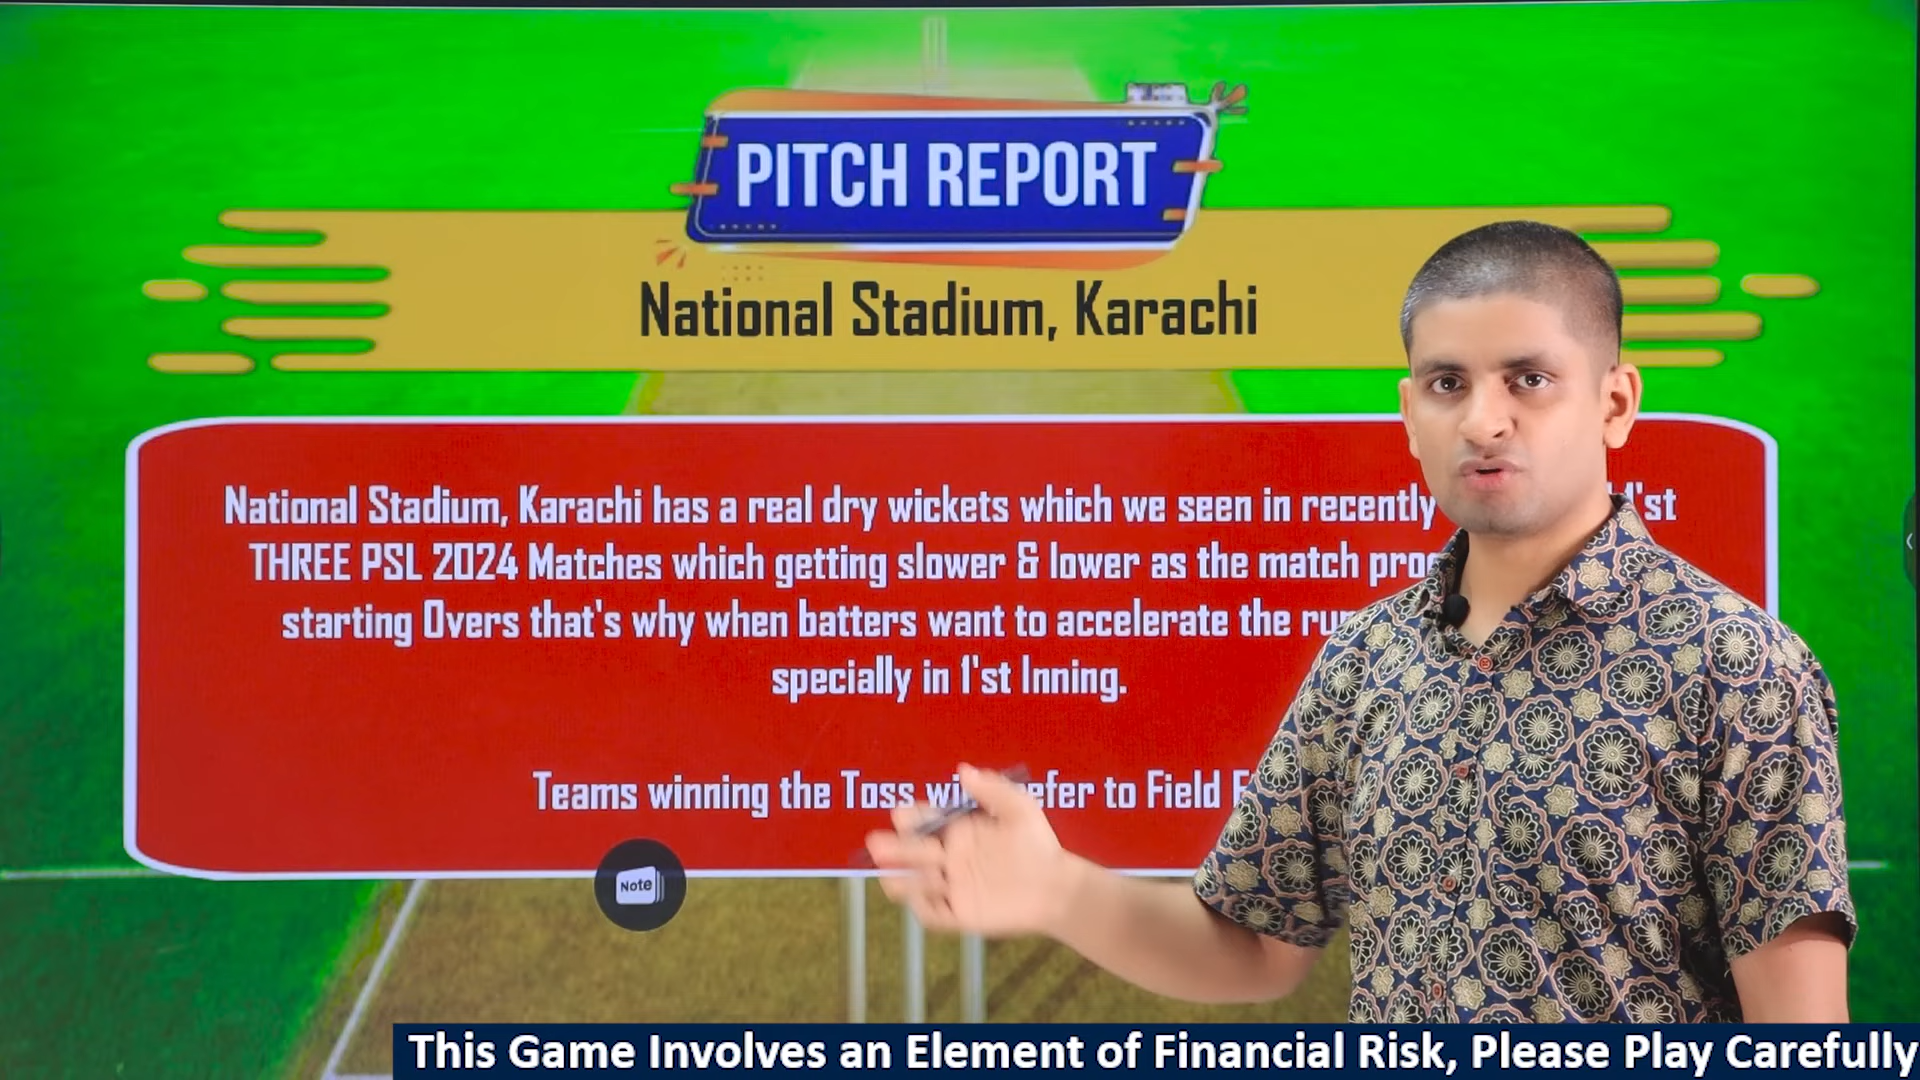 PITCH REPORT
National Stadium, Karachi
National Stadium, Karachi has a real dry wickets which we seen in recently 'st
THREE PSL 2024 Matches which getting slower & lower as the match
starting Overs that's why when batters want to accelerate the
specially in 1'st Inning.
Teams winning the Toss to Field
Note
This Game Involves an Element of Financial Risk, Please Play Carefully